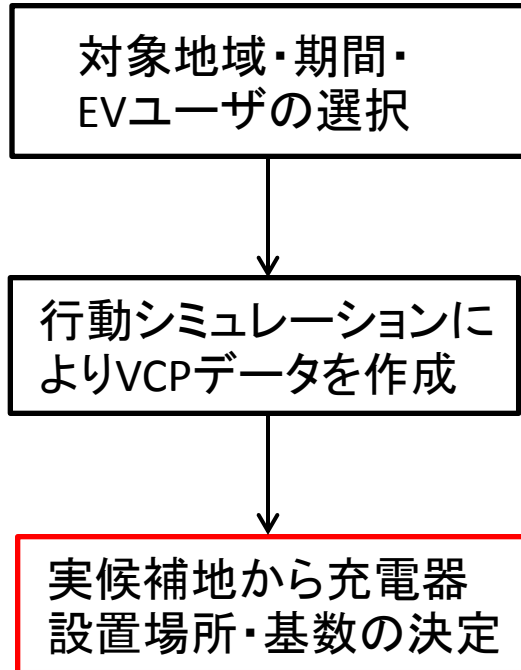 対象地域・期間・
EVユーザの選択
行動シミュレーションに
よりVCPデータを作成
実候補地から充電器
設置場所・基数の決定